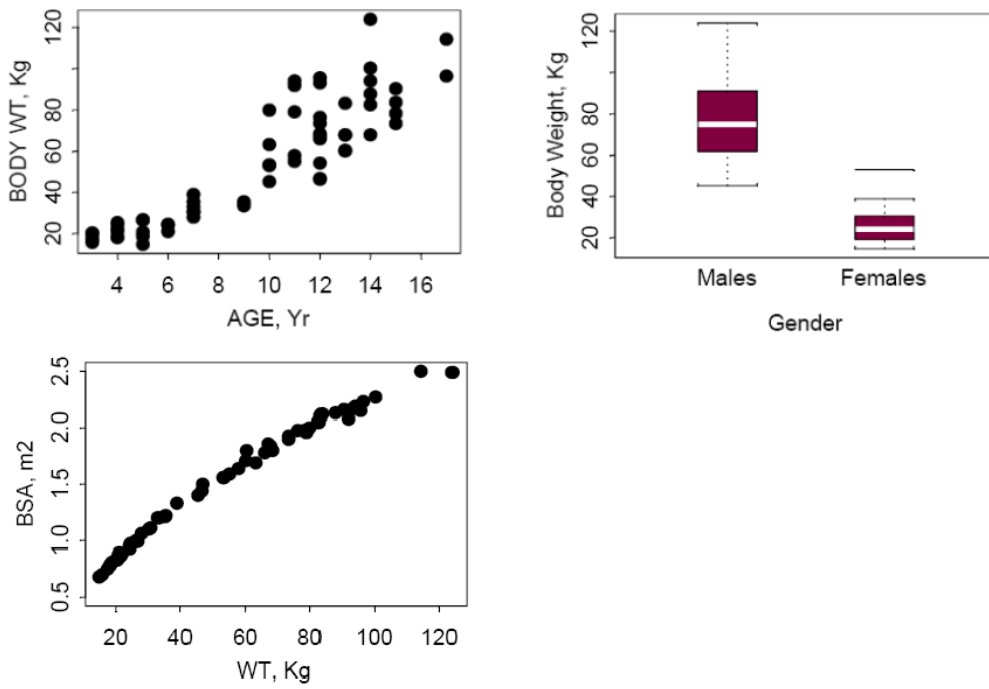 BODY WT, Kg
120
80
60
40
20
4 6 8 10 12 14 16
AGE, Yr
Body Weight, Kg
120
80
60
40
20
Males Females
Gender
BSA, m2
2.5
2.0
1.5
1.0
0.5
20 40 60 80 100 120
WT, Kg